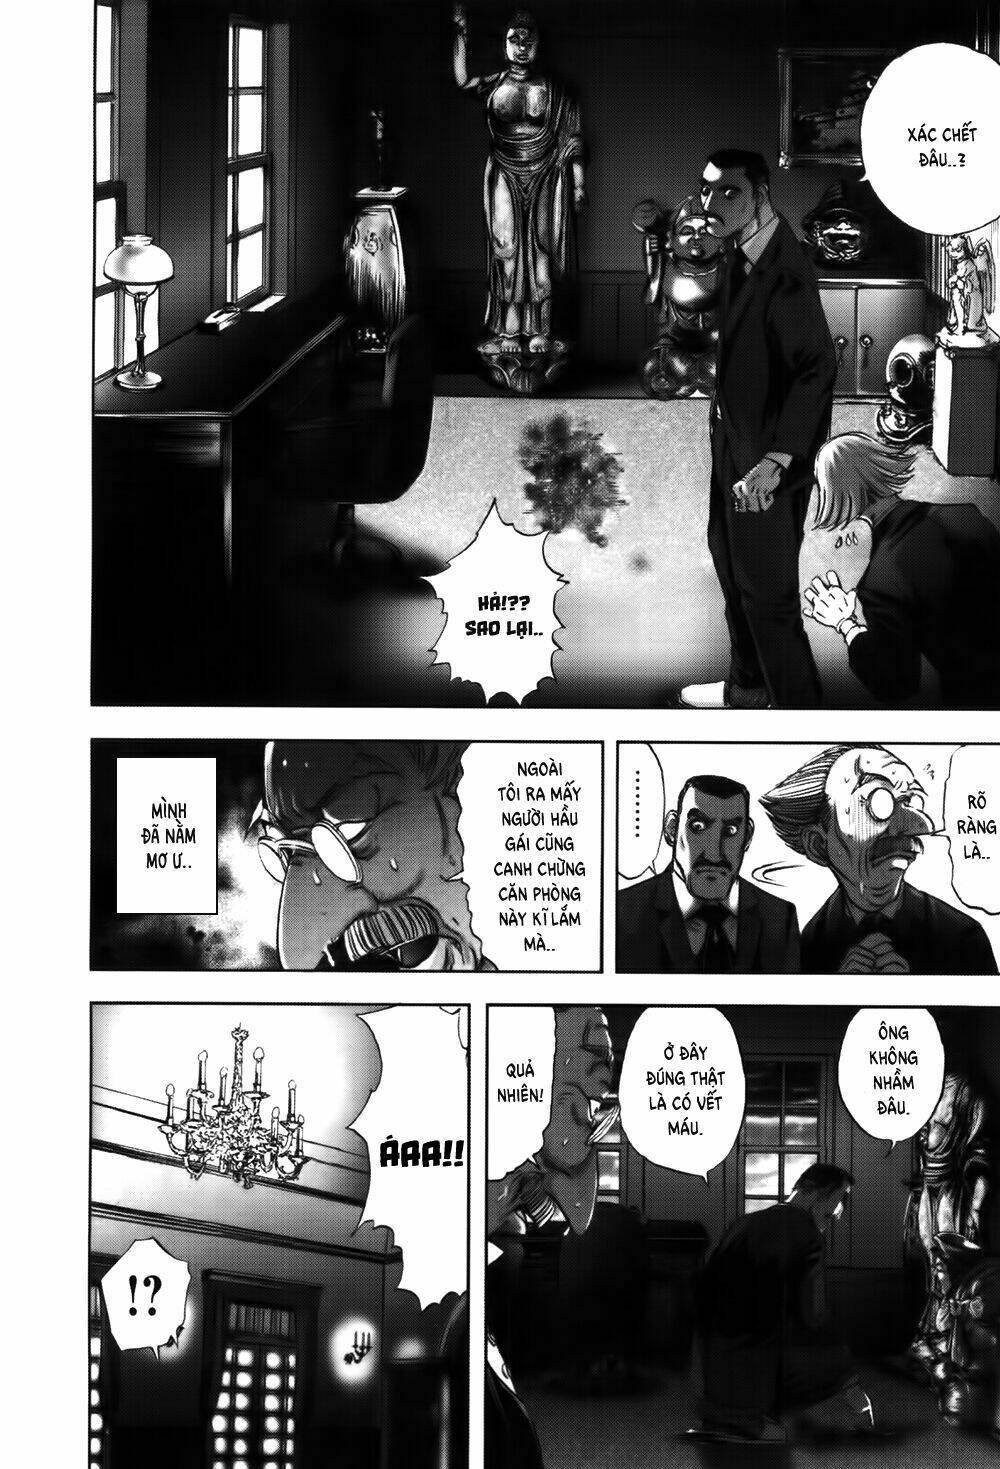 XÁC CHẾT
ĐÂU..?
HẢ!??
SAO LẠI..
RÕ
RÀNG
LÀ..
NGOÀI
TÔI RA MẤY
NGƯỜI HẦU
GÁI CŨNG
CANH CHỪNG
CĂN PHÒNG
NÀY KĨ LẮM
MÀ..
MÌNH
ĐÃ NẰM
MƠ Ư..
ÔNG
KHÔNG
NHẦM
ĐÂU.
Ở ĐÂY
ĐÚNG THẬT
LÀ CÓ VẾT
MÁU.
QUẢ
NHIÊN!
ÁAA!!
!?